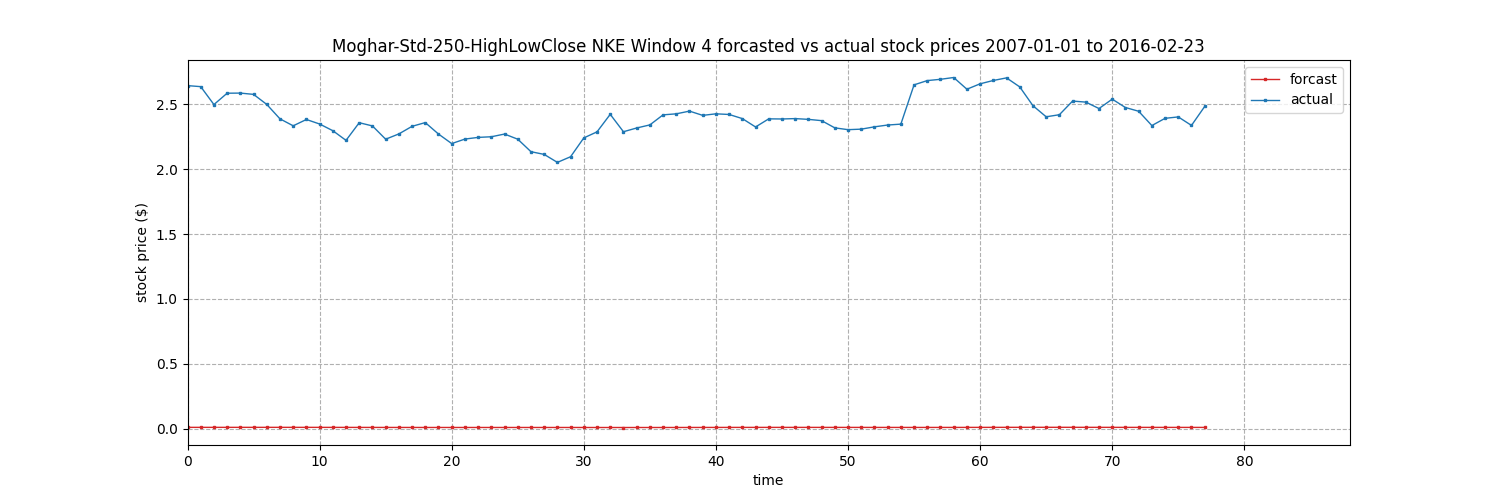 Moghar-Std-250-HighLowClose NKE Window 4 forcasted vs actual stock prices 2007-01-01 to 2016-02-23
forcast
actual
stock price ($)
2.5
2.0
1.5
1.0
0.5
0.0
0 10 20 30 40 50 60 70 80
time